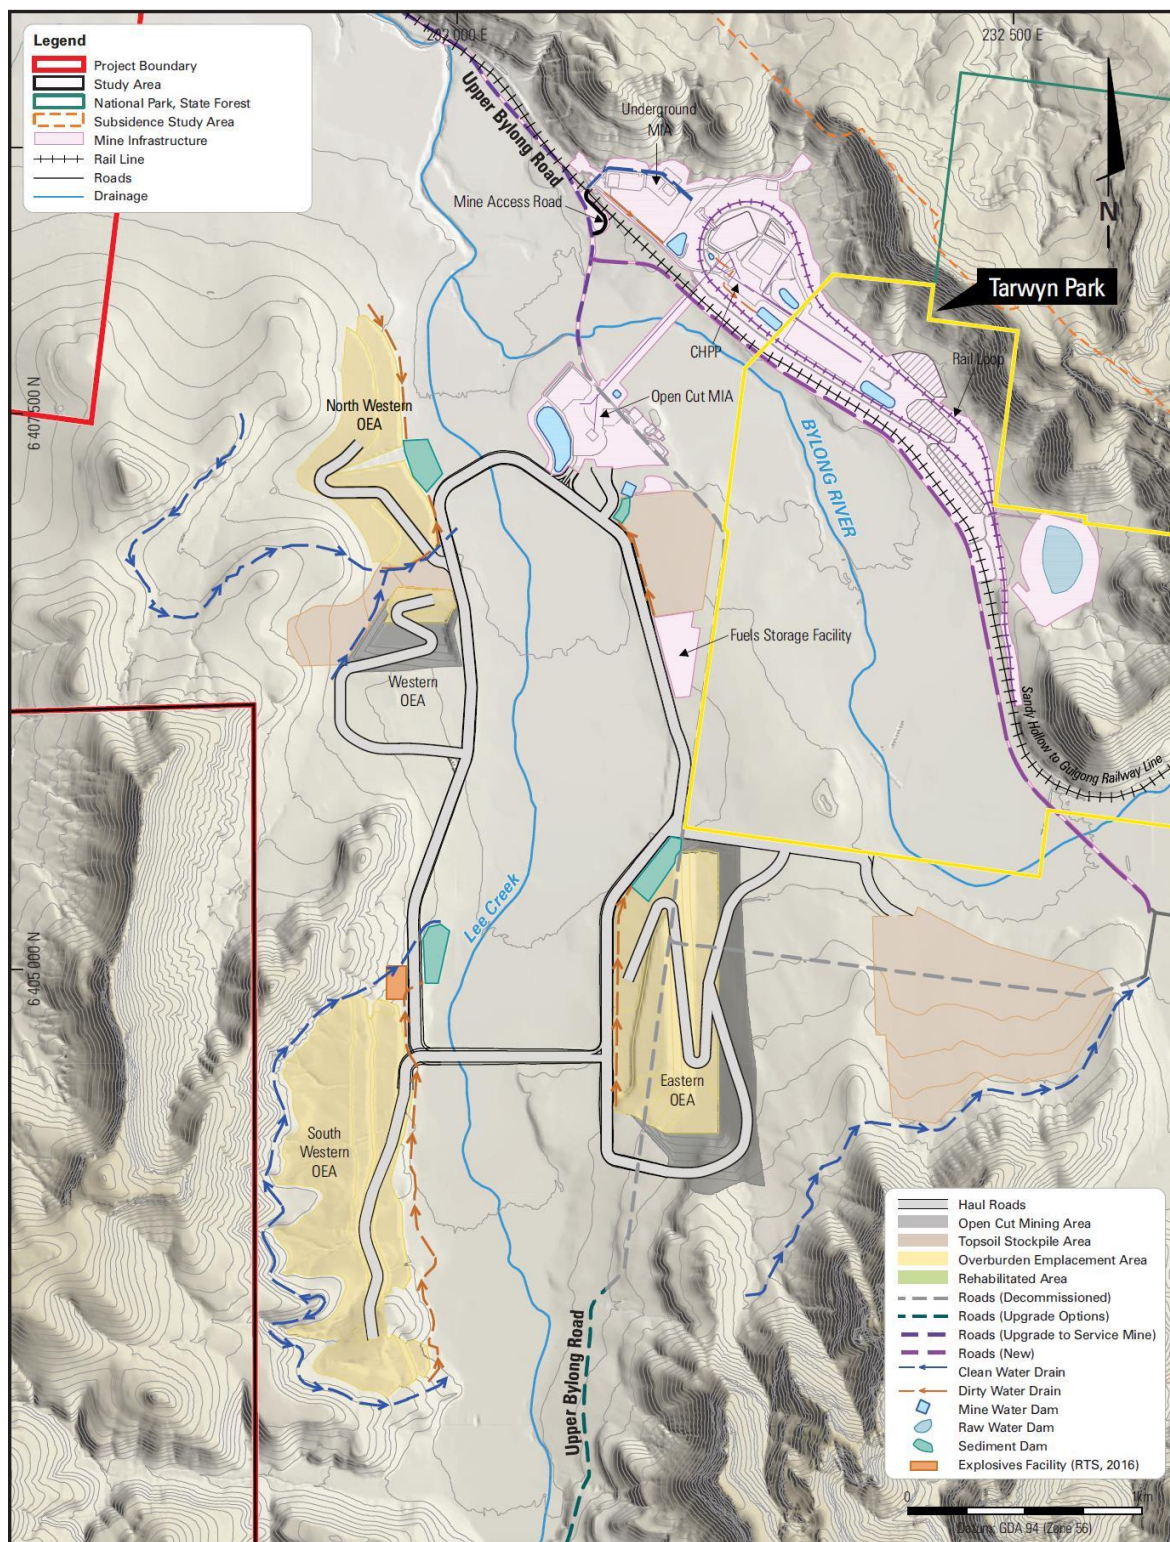 Legend
Project Boundary
Study Area
National Park, State Forest
Subsidence Study Area
Mine Infrastructure
Rail Line
Roads
Drainage
232 000 E
232 500 E
N
Upper Bylong Road
Underground
MIA
Mine Access Road
Tarwyn Park
CHPP
Rail Loop
Open Cut MIA
BYLONG RIVER
North Western
OEA
6 407 500 N
Fuels Storage Facility
Western
OEA
Sandy Hollow to Gulgong Railway Line
Lee Creek
6 405 000 N
Eastern
OEA
South
Western
OEA
Upper Bylong Road
Haul Roads
Open Cut Mining Area
Topsoil Stockpile Area
Overburden Emplacement Area
Rehabilitated Area
Roads (Decommissioned)
Roads (Upgrade Options)
Roads (Upgrade to Service Mine)
Roads (New)
Clean Water Drain
Dirty Water Drain
Mine Water Dam
Raw Water Dam
Sediment Dam
Explosives Facility (RTS, 2016)
0
1km
Datum: GDA 94 (Zone 56)